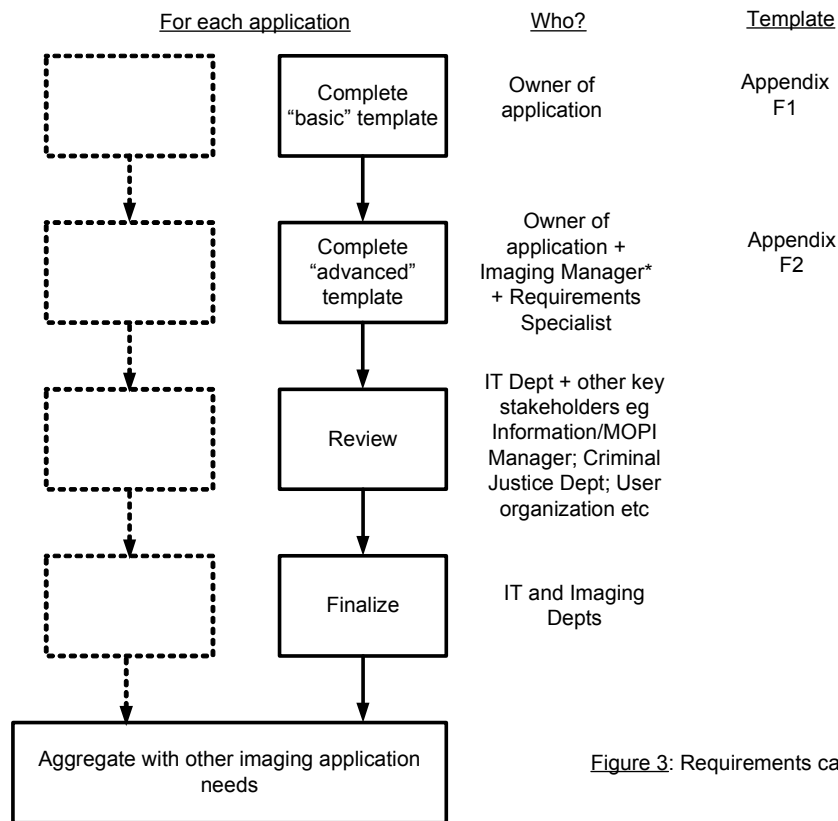 For each application
Who?
Template
Complete
“basic” template
Owner of
application
Appendix
F1
Complete
“advanced”
template
Owner of
application +
Imaging Manager*
+ Requirements
Specialist
Appendix
F2
Review
IT Dept + other key
stakeholders eg
Information/MOPI
Manager; Criminal
Justice Dept; User
organization etc
Finalize
IT and Imaging
Depts
Aggregate with other imaging application
needs
Figure 3: Requirements ca